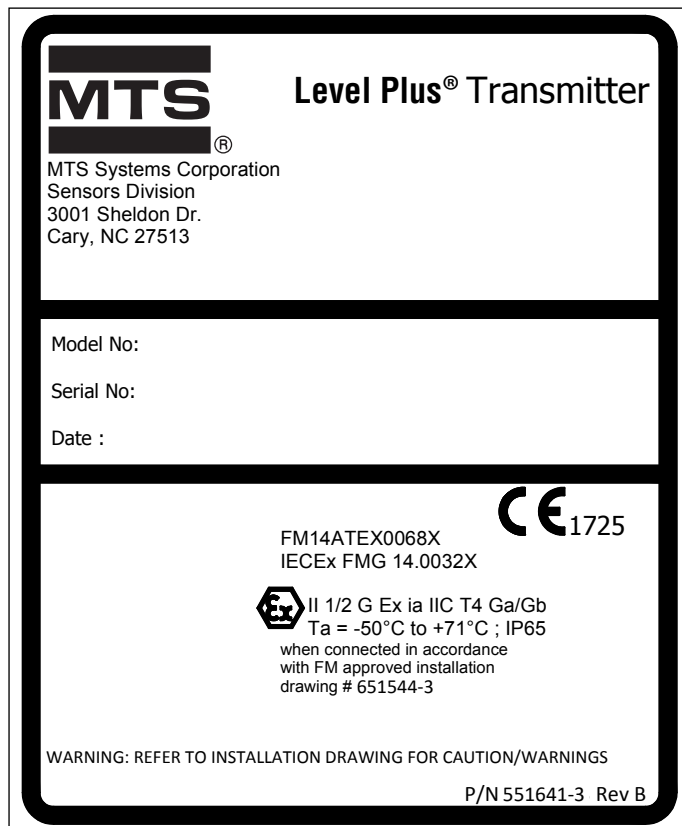 MTS
®
Level Plus® Transmitter
MTS Systems Corporation
Sensors Division
3001 Sheldon Dr.
Cary, NC 27513
Model No:
Serial No:
Date :
CE 1725
FM14ATEX0068X
IECEx FMG 14.0032X
Ex II 1/2 G Ex ia IIC T4 Ga/Gb
Ta = -50°C to +71°C ; IP65
when connected in accordance
with FM approved installation
drawing # 651544-3
WARNING: REFER TO INSTALLATION DRAWING FOR CAUTION/WARNINGS
P/N 551641-3 Rev B